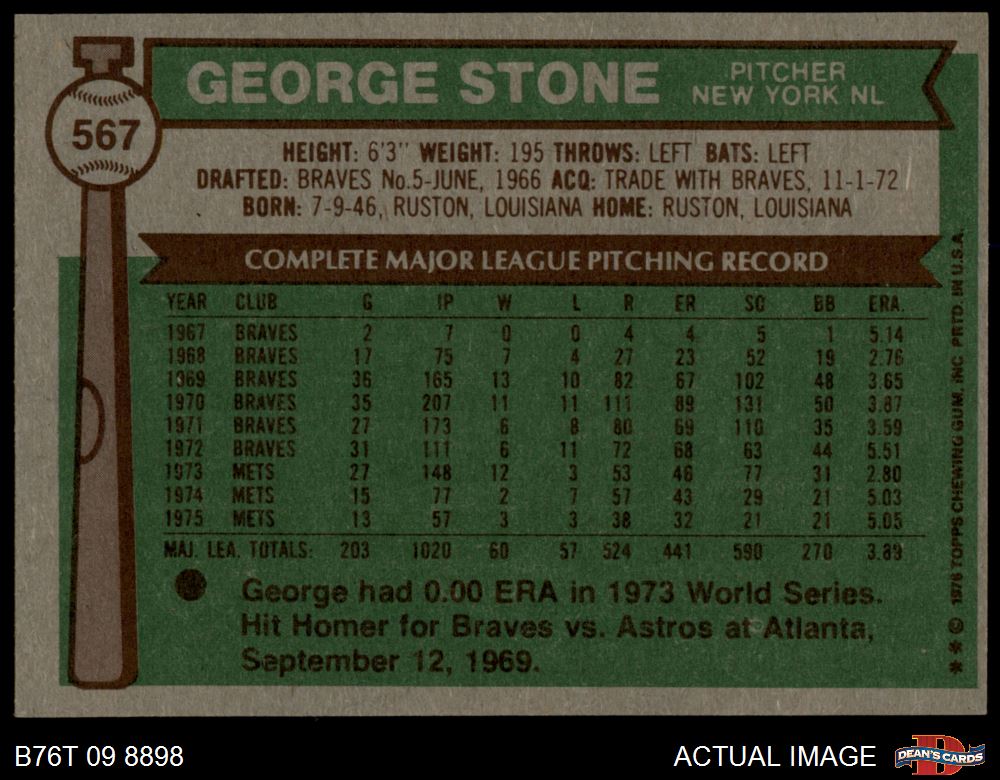 GEORGE STONE
PITCHER
NEW YORK NL
567
HEIGHT: 6'3" WEIGHT: 195 THROWS: LEFT BATS: LEFT
DRAFTED: BRAVES No.5-JUNE, 1966 ACQ: TRADE WITH BRAVES, 11-1-72
BORN: 7-9-46, RUSTON, LOUISIANA HOME: RUSTON, LOUISIANA
COMPLETE MAJOR LEAGUE PITCHING RECORD
YEAR CLUB G IP W L R ER SO BB ERA.
1967 BRAVES 2 7 0 0 4 4 5 1 5.14
1968 BRAVES 17 75 7 4 27 23 52 19 2.76
1969 BRAVES 36 165 13 10 82 67 102 48 3.65
1970 BRAVES 35 207 11 11 111 89 131 50 3.87
1971 BRAVES 27 173 6 8 80 69 110 35 3.59
1972 BRAVES 31 111 6 11 72 68 63 44 5.51
1973 METS 27 148 12 3 53 46 77 31 2.80
1974 METS 15 77 2 7 57 43 29 21 5.03
1975 METS 13 57 3 3 38 32 21 21 5.05
MAJ. LEA. TOTALS: 203 1020 60 57 524 441 590 270 3.89
George had 0.00 ERA in 1973 World Series.
Hit Homer for Braves vs. Astros at Atlanta,
September 12, 1969.
* * © 1976 TOPPS CHEWING GUM, INC. PRTD. IN U.S.A.
B76T 09 8898
ACTUAL IMAGE
D
DEAN'S CARDS